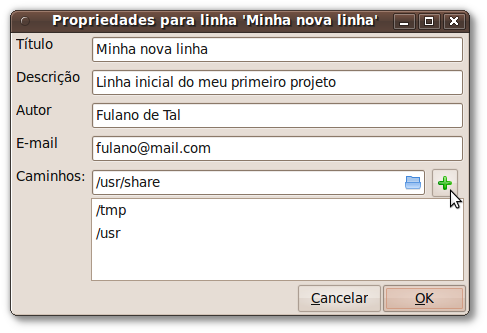 Propriedades para linha 'Minha nova linha'
Título Minha nova linha
Descrição Linha inicial do meu primeiro projeto
Autor Fulano de Tal
E-mail fulano@mail.com
Caminhos: /usr/share
/tmp
/usr
Cancelar OK